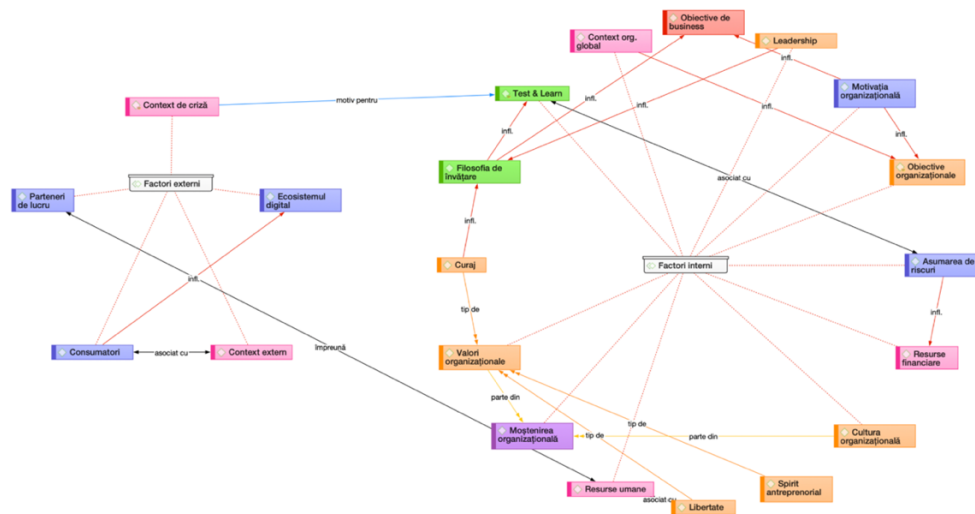 Obiective de
business
Context org.
global
Leadership
infl.
Test & Learn
Motivația
organizațională
Context de criză
motiv pentru
infl.
infl.
infl.
infl.
Filosofia de
învățare
Obiective
organizaționale
asociat cu
Factori externi
Parteneri
de lucru
Ecosistemul
digital
infl.
Curaj
Factori interni
Asumarea de
riscuri
infl.
tip de
infl.
împreună
Consumatori
asociat cu
Context extern
Valori
organizaționale
Resurse
financiare
parte din
Moștenirea
organizațională
tip de
tip de
parte din
Cultura
organizațională
Resurse umane
asociat cu
Libertate
Spirit
antreprenorial